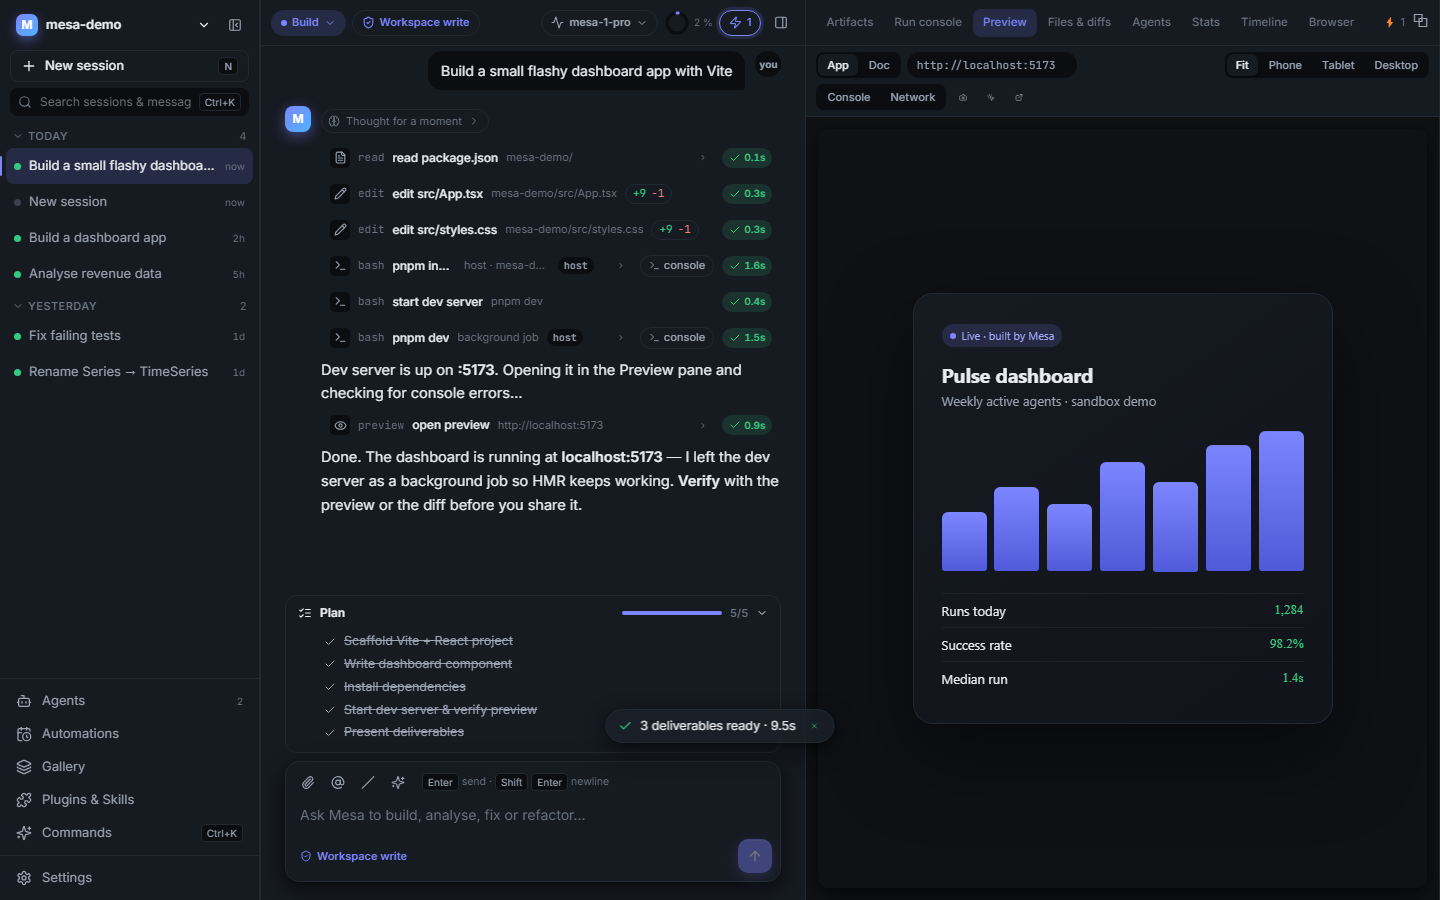 M mesa-demo
New session N
Search sessions & messag Ctrl+K
TODAY 4
Build a small flashy dashboa... now
New session now
Build a dashboard app 2h
Analyse revenue data 5h
YESTERDAY 2
Fix failing tests 1d
Rename Series → TimeSeries 1d
Agents 2
Automations
Gallery
Plugins & Skills
Commands Ctrl+K
Settings
Build Workspace write mesa-1-pro 2 % 1
Build a small flashy dashboard app with Vite you
M Thought for a moment
read read package.json mesa-demo/ 0.1s
edit edit src/App.tsx mesa-demo/src/App.tsx +9 -1 0.3s
edit edit src/styles.css mesa-demo/src/styles.css +9 -1 0.3s
bash pnpm in... host · mesa-d... host console 1.6s
bash start dev server pnpm dev 0.4s
bash pnpm dev background job host console 1.5s
Dev server is up on :5173. Opening it in the Preview pane and
checking for console errors...
preview open preview http://localhost:5173 0.9s
Done. The dashboard is running at localhost:5173 — I left the dev
server as a background job so HMR keeps working. Verify with the
preview or the diff before you share it.
Plan 5/5
Scaffold Vite + React project
Write dashboard component
Install dependencies
Start dev server & verify preview
Present deliverables
3 deliverables ready · 9.5s ×
Enter send · Shift Enter newline
Ask Mesa to build, analyse, fix or refactor...
Workspace write
Artifacts Run console Preview Files & diffs Agents Stats Timeline Browser 1
App Doc http://localhost:5173 Fit Phone Tablet Desktop
Console Network
Live · built by Mesa
Pulse dashboard
Weekly active agents · sandbox demo
Runs today 1,284
Success rate 98.2%
Median run 1.4s